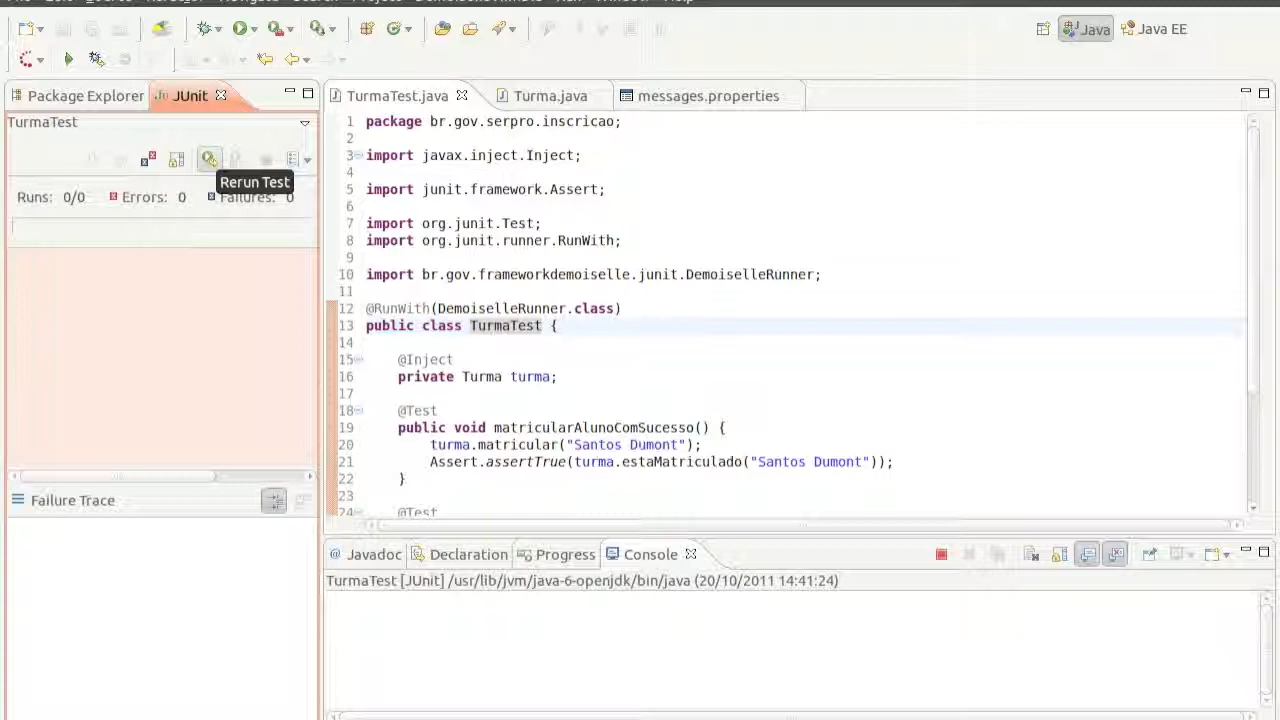 Java
Java EE
Package Explorer
JUnit
TurmaTest.java
Turma.java
messages.properties
TurmaTest
Rerun Test
Runs: 0/0
Errors: 0
Failures: 0
Failure Trace
1 package br.gov.serpro.inscricao;
2
3 import javax.inject.Inject;
4
5 import junit.framework.Assert;
6
7 import org.junit.Test;
8 import org.junit.runner.RunWith;
9
10 import br.gov.frameworkdemoiselle.junit.DemoiselleRunner;
11
12 @RunWith(DemoiselleRunner.class)
13 public class TurmaTest {
14
15 @Inject
16 private Turma turma;
17
18 @Test
19 public void matricularAlunoComSucesso() {
20 turma.matricular("Santos Dumont");
21 Assert.assertTrue(turma.estaMatriculado("Santos Dumont"));
22 }
23
24 @Test
Javadoc
Declaration
Progress
Console
TurmaTest [JUnit] /usr/lib/jvm/java-6-openjdk/bin/java (20/10/2011 14:41:24)